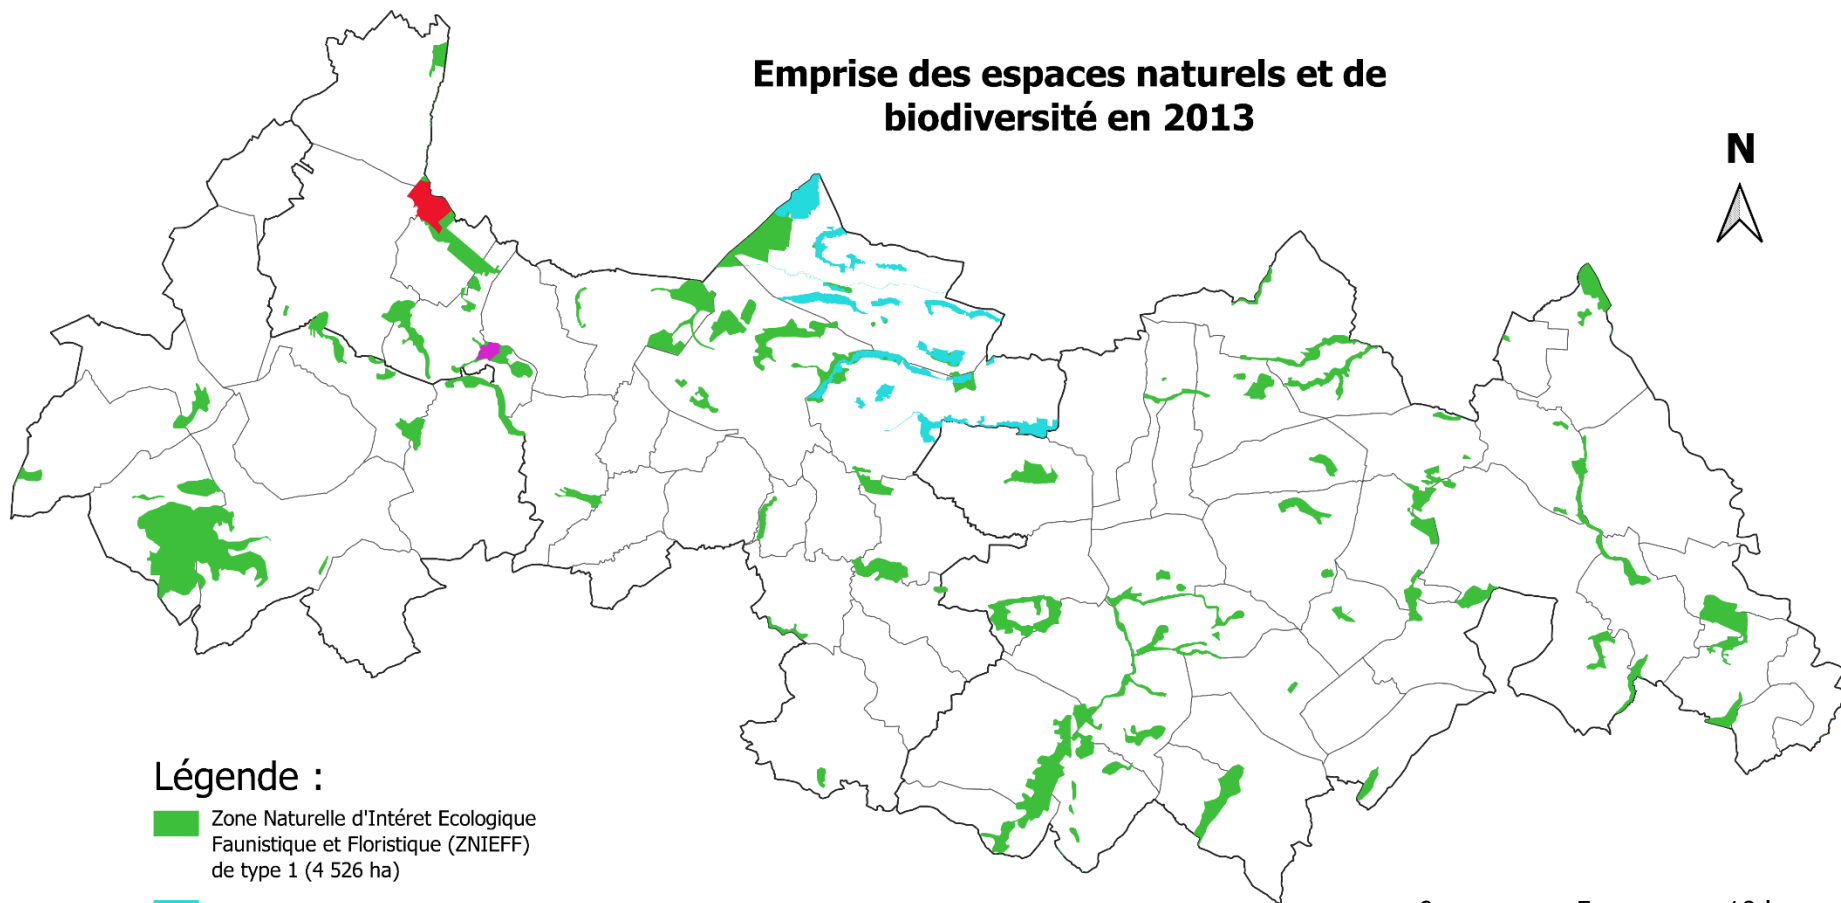 Emprise des espaces naturels et de
biodiversité en 2013
N
Légende :
Zone Naturelle d'Intéret Ecologique
Faunistique et Floristique (ZNIEFF)
de type 1 (4 526 ha)